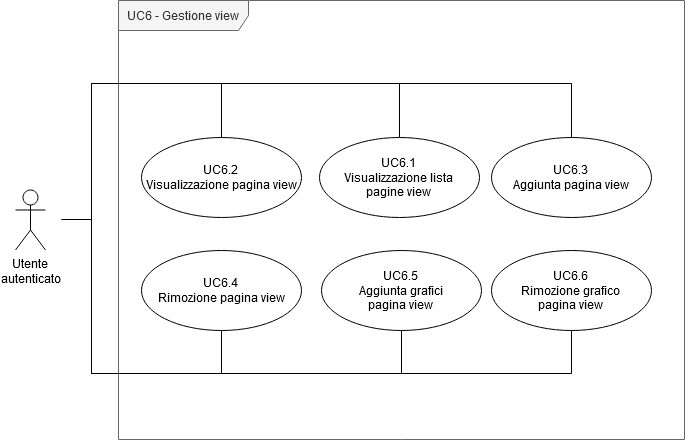 UC6 - Gestione view
UC6.2
Visualizzazione pagina view
UC6.1
Visualizzazione lista
pagine view
UC6.3
Aggiunta pagina view
Utente
autenticato
UC6.4
Rimozione pagina view
UC6.5
Aggiunta grafici
pagina view
UC6.6
Rimozione grafico
pagina view